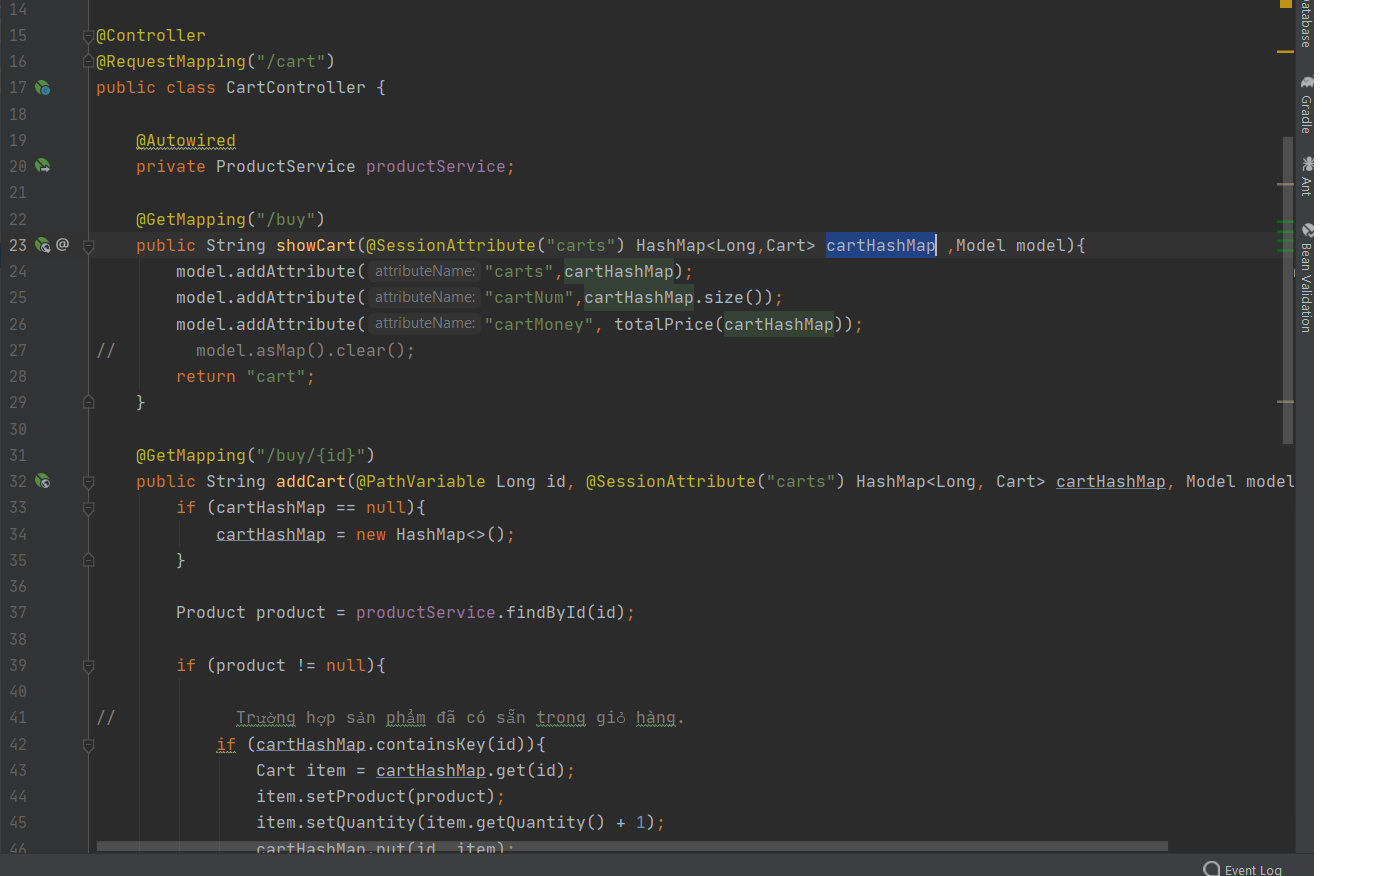 14
15 @Controller
16 @RequestMapping("/cart")
17 public class CartController {
18
19 @Autowired
20 private ProductService productService;
21
22 @GetMapping("/buy")
23 @ public String showCart(@SessionAttribute("carts") HashMap<Long,Cart> cartHashMap ,Model model){
24 model.addAttribute( attributeName: "carts",cartHashMap);
25 model.addAttribute( attributeName: "cartNum",cartHashMap.size());
26 model.addAttribute( attributeName: "cartMoney", totalPrice(cartHashMap));
27 // model.asMap().clear();
28 return "cart";
29 }
30
31 @GetMapping("/buy/{id}")
32 public String addCart(@PathVariable Long id, @SessionAttribute("carts") HashMap<Long, Cart> cartHashMap, Model model
33 if (cartHashMap == null){
34 cartHashMap = new HashMap<>();
35 }
36
37 Product product = productService.findById(id);
38
39 if (product != null){
40
41 // Trường hợp sản phẩm đã có sẵn trong giỏ hàng.
42 if (cartHashMap.containsKey(id)){
43 Cart item = cartHashMap.get(id);
44 item.setProduct(product);
45 item.setQuantity(item.getQuantity() + 1);
46 cartHashMap.put(id, item);
Database
Gradle
Ant
Bean Validation
Event Log